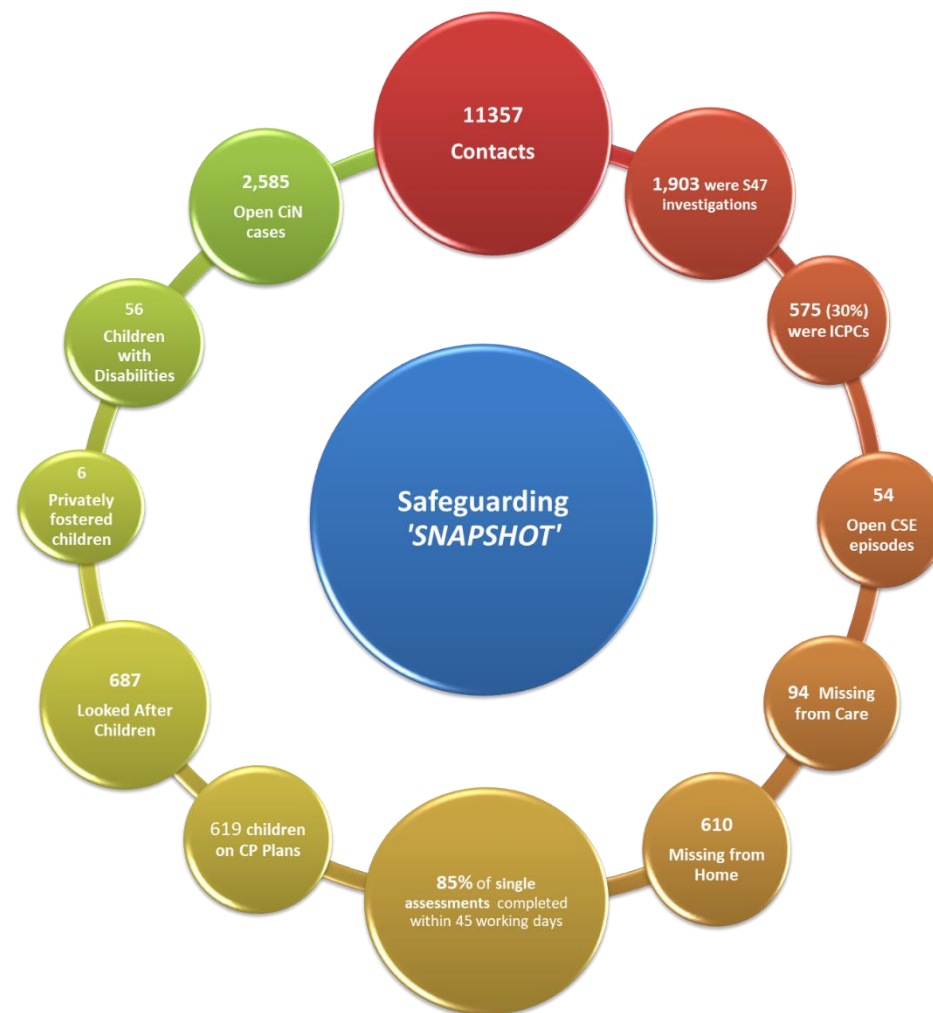 11357
Contacts
1,903 were S47
investigations
575 (30%)
were ICPCs
54
Open CSE
episodes
94 Missing
from Care
610
Missing from
Home
85% of single
assessments completed
within 45 working days
619 children
on CP Plans
687
Looked After
Children
6
Privately
fostered
children
56
Children
with
Disabilities
2,585
Open CiN
cases
Safeguarding
'SNAPSHOT'